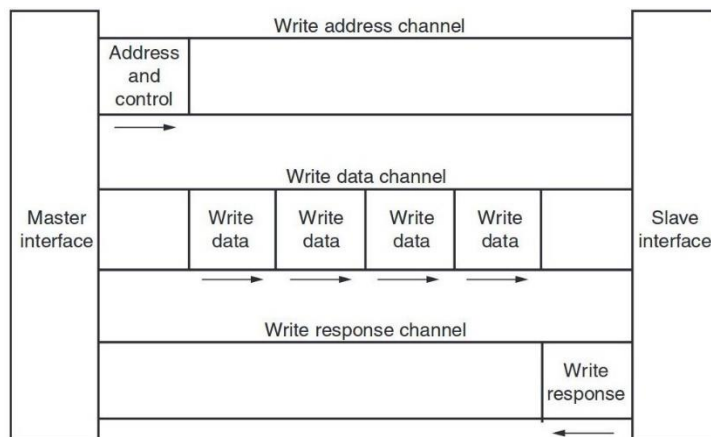 Write address channel
Address
and
control
Write data channel
Master
interface
Write
data
Write
data
Write
data
Write
data
Slave
interface
Write response channel
Write
response